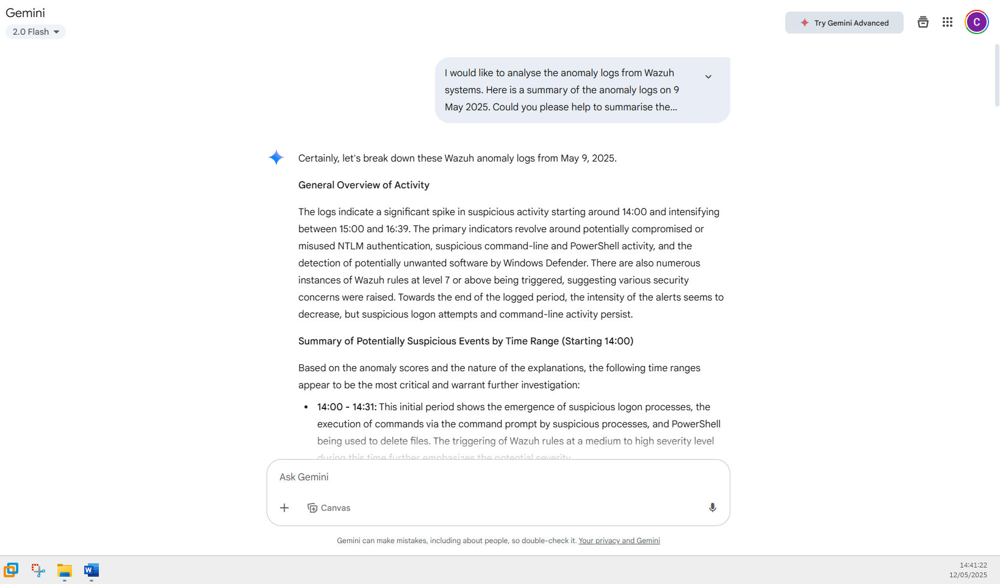 Gemini
2.0 Flash
Try Gemini Advanced
C
I would like to analyse the anomaly logs from Wazuh
systems. Here is a summary of the anomaly logs on 9
May 2025. Could you please help to summarise the...
Certainly, let's break down these Wazuh anomaly logs from May 9, 2025.
General Overview of Activity
The logs indicate a significant spike in suspicious activity starting around 14:00 and intensifying
between 15:00 and 16:39. The primary indicators revolve around potentially compromised or
misused NTLM authentication, suspicious command-line and PowerShell activity, and the
detection of potentially unwanted software by Windows Defender. There are also numerous
instances of Wazuh rules at level 7 or above being triggered, suggesting various security
concerns were raised. Towards the end of the logged period, the intensity of the alerts seems to
decrease, but suspicious logon attempts and command-line activity persist.
Summary of Potentially Suspicious Events by Time Range (Starting 14:00)
Based on the anomaly scores and the nature of the explanations, the following time ranges
appear to be the most critical and warrant further investigation:
• 14:00 - 14:31: This initial period shows the emergence of suspicious logon processes, the
execution of commands via the command prompt by suspicious processes, and PowerShell
being used to delete files. The triggering of Wazuh rules at a medium to high severity level
during this time further emphasizes the potential severity.
Ask Gemini
Canvas
Gemini can make mistakes, including about people, so double-check it. Your privacy and Gemini
W
14:41:22
12/05/2025